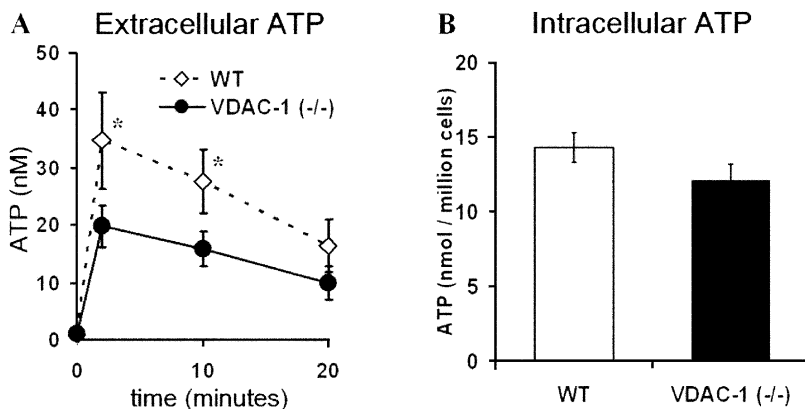 A Extracellular ATP
50
40
30
20
10
0
ATP (nM)
WT
VDAC-1 (-/-)
*
*
0 10 20
time (minutes)
B Intracellular ATP
20
15
10
5
0
ATP (nmol / million cells)
WT VDAC-1 (-/-)